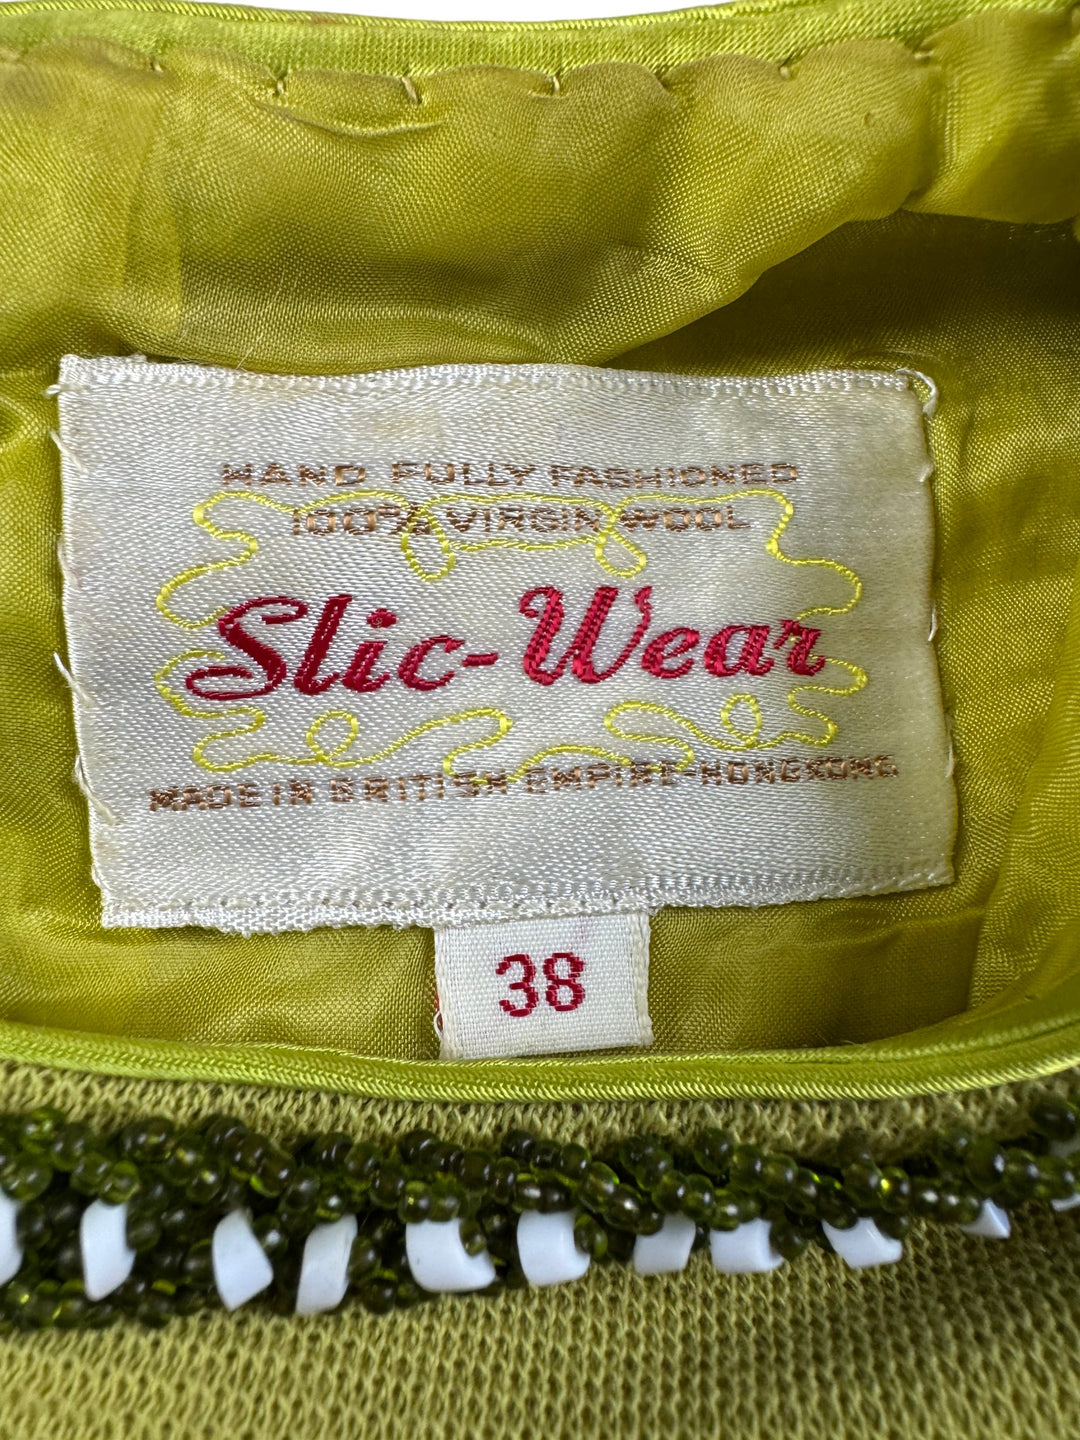 HAND FULLY FASHIONED
100% VIRGIN WOOL
Slic-Wear
MADE IN BRITISH EMPIRE-HONGKONG
38